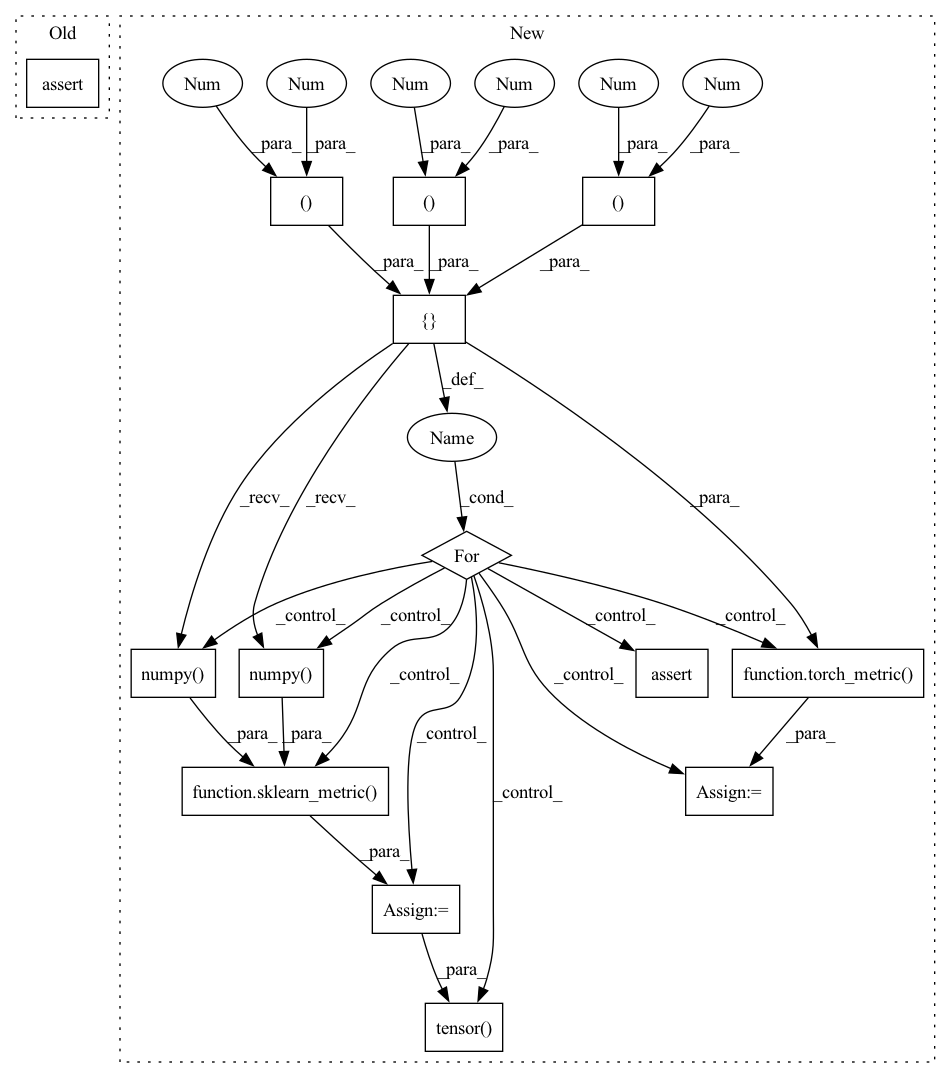 Old
New
assert
Num
Num
Num
Num
Num
Num
_para_
_para_
_para_
_para_
_para_
_para_
()
()
()
_para_
_para_
_para_
{}
_def_
Name
_recv_
_recv_
_cond_
_para_
For
_control_
_control_
_control_
_control_
numpy()
numpy()
_control_
_control_
assert
function.torch_metric()
_para_
_para_
_control_
_para_
function.sklearn_metric()
_control_
Assign:=
_para_
Assign:=
_para_
tensor()